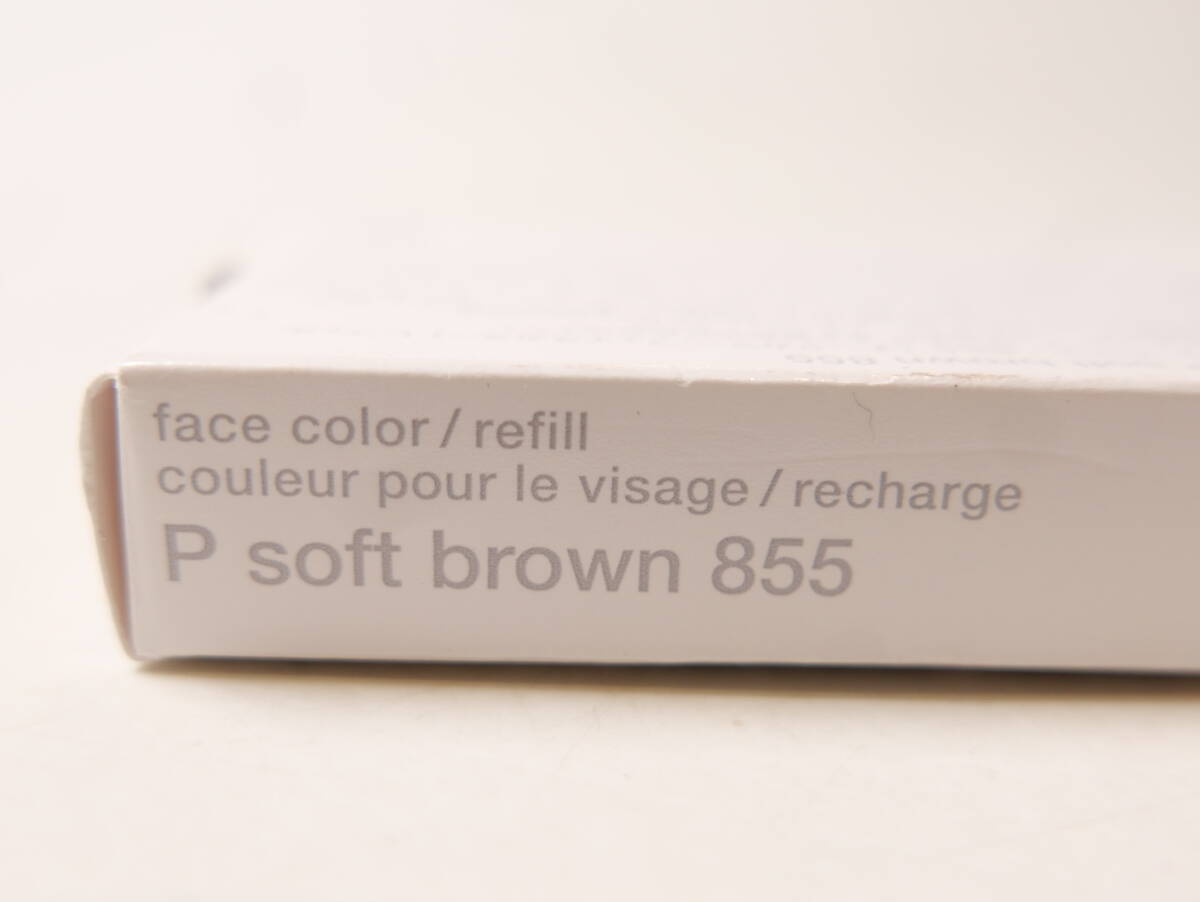 face color / refill
couleur pour le visage / recharge
P soft brown 855